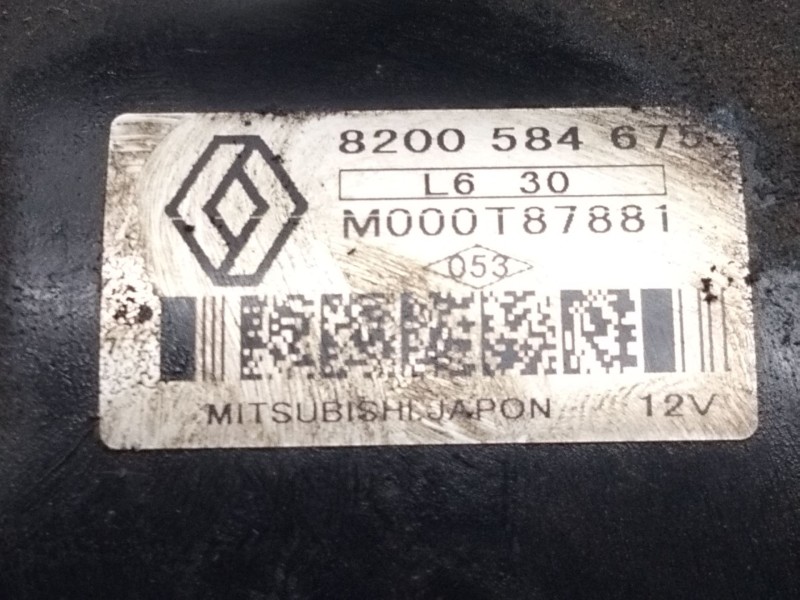 8200 584 675
L6 30
M000T87881
053
MITSUBISHI.JAPON 12V